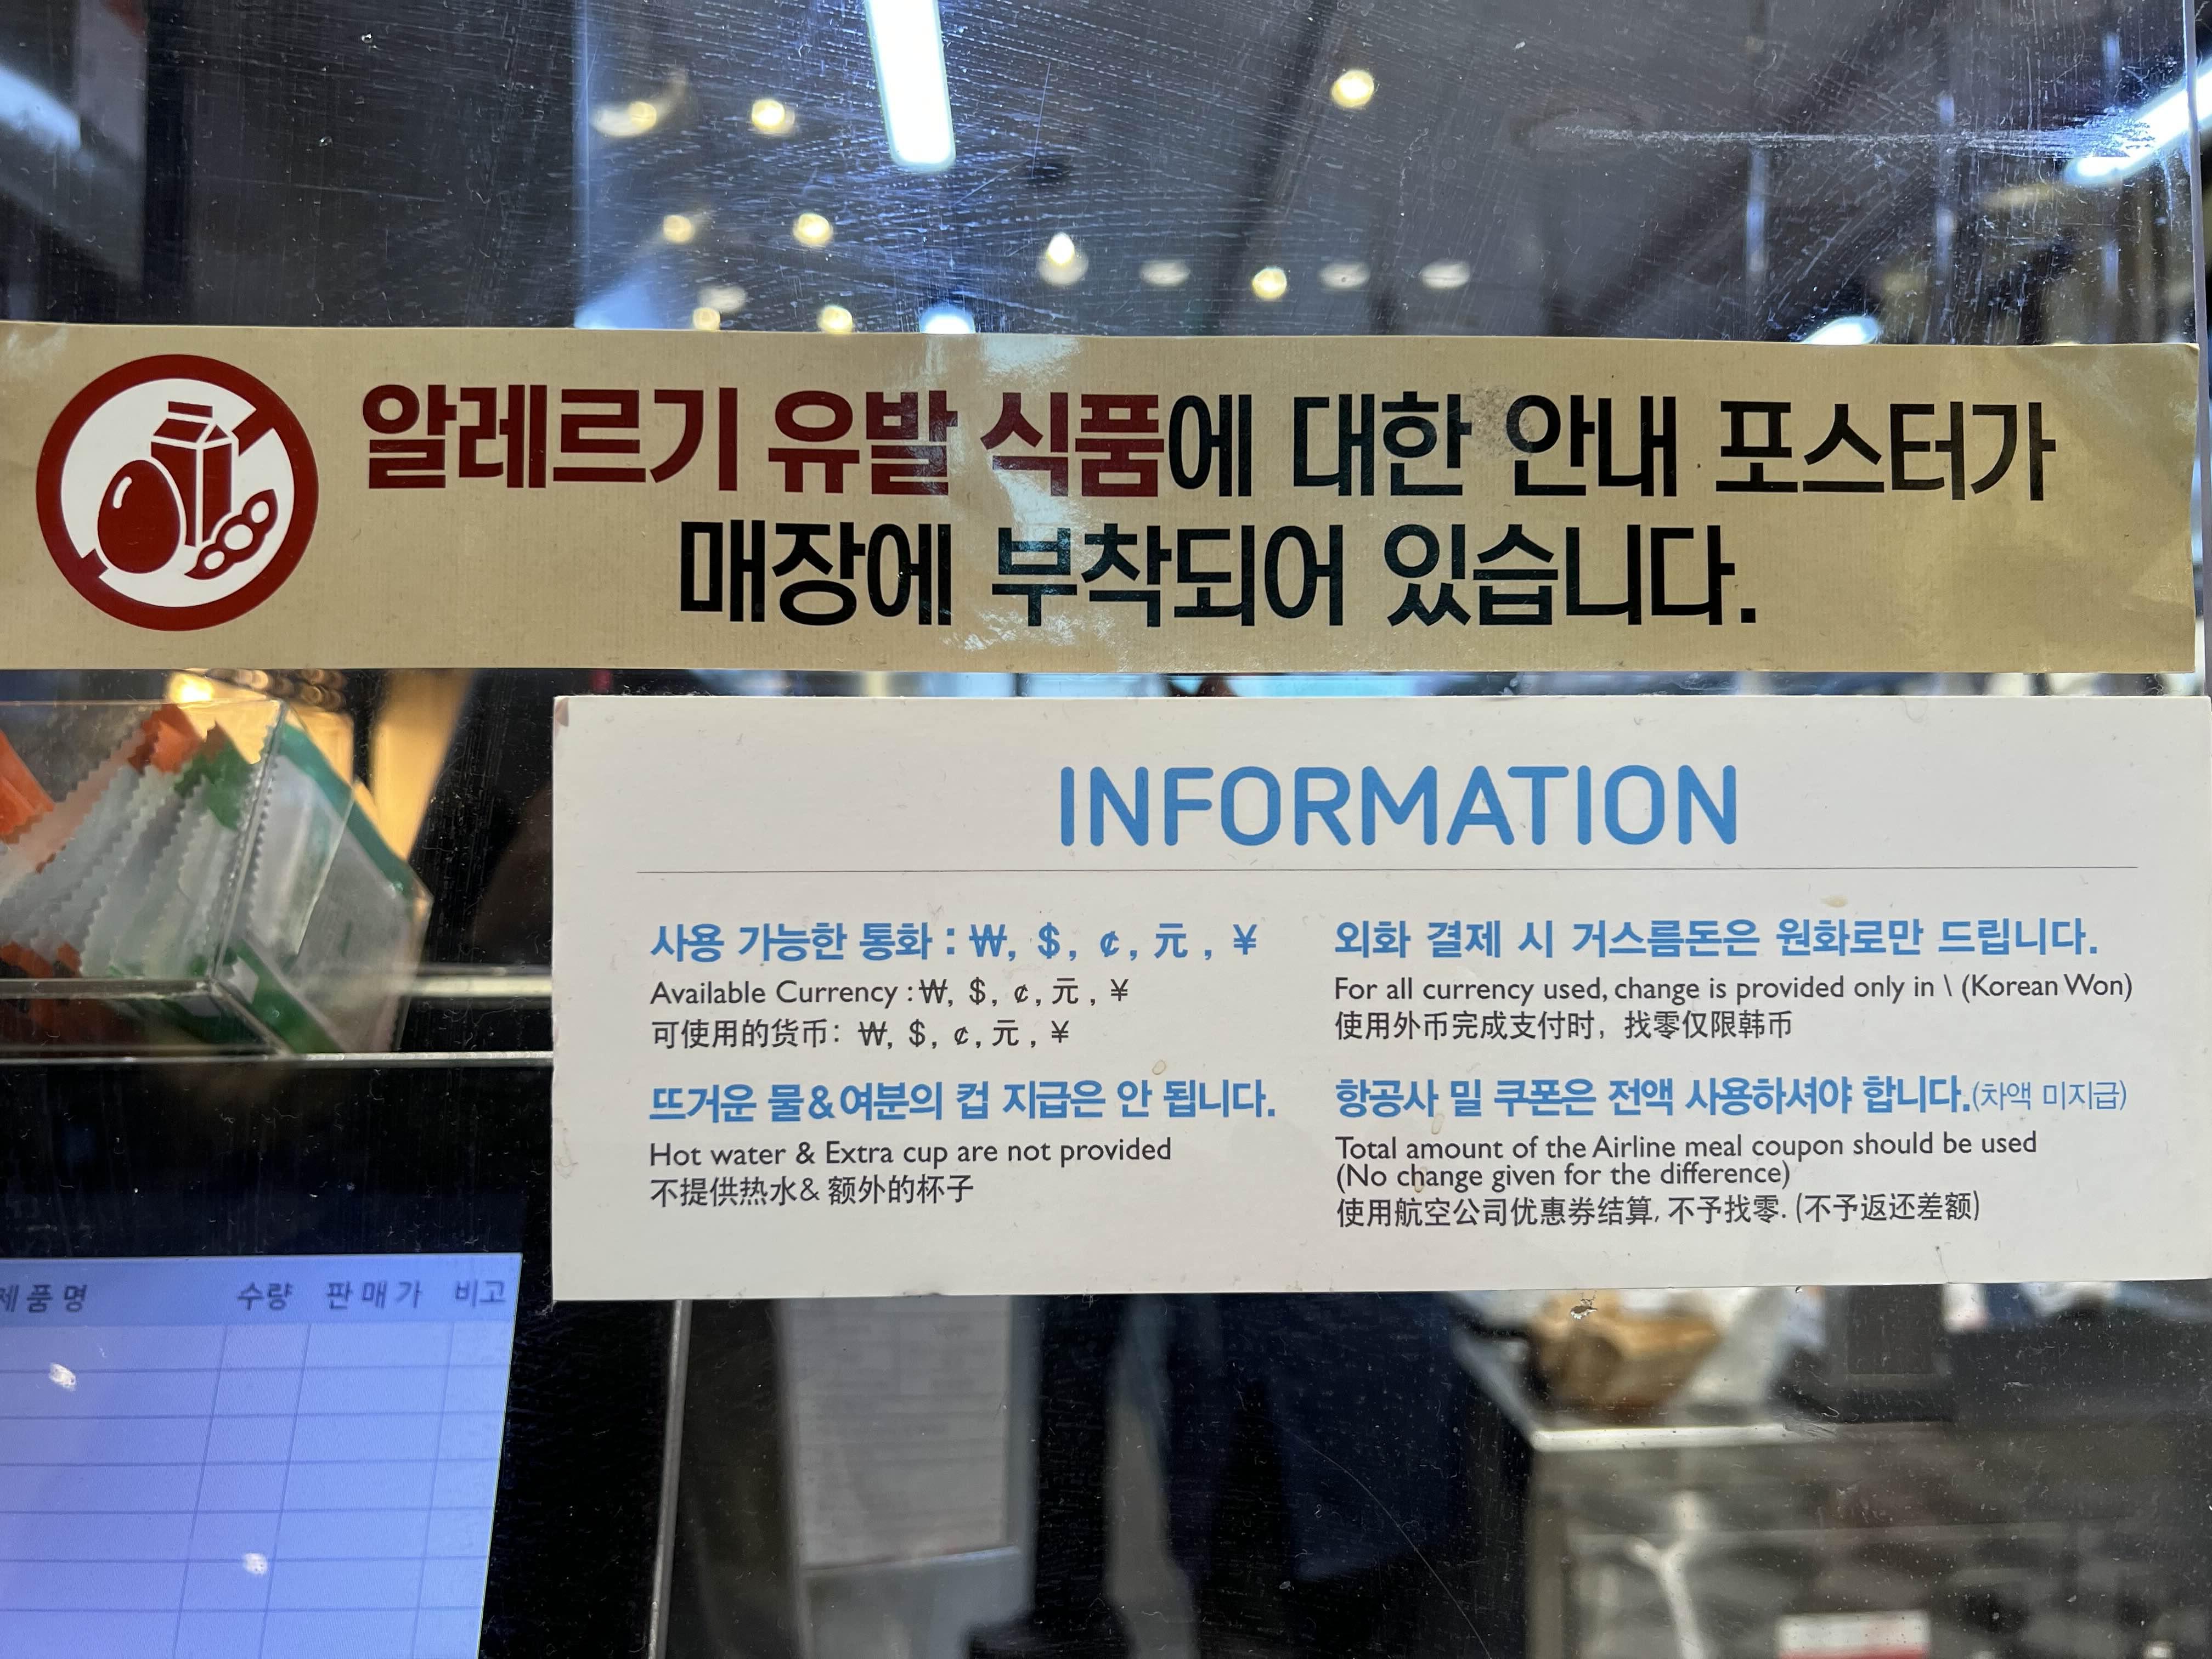 알레르기 유발 식품에 대한 안내 포스터가
매장에 부착되어 있습니다.
INFORMATION
사용 가능한 통화 : ₩, $, ¢, 元, ¥
Available Currency : ₩, $, ¢, 元, ¥
可使用的货币: ₩, $, ¢, 元, ¥
뜨거운 물&여분의 컵 지급은 안 됩니다.
Hot water & Extra cup are not provided
不提供热水& 额外的杯子
외화 결제 시 거스름돈은 원화로만 드립니다.
For all currency used, change is provided only in \ (Korean Won)
使用外币完成支付时, 找零仅限韩币
항공사 밀 쿠폰은 전액 사용하셔야 합니다.(차액 미지급)
Total amount of the Airline meal coupon should be used
(No change given for the difference)
使用航空公司优惠券结算, 不予找零. (不予返还差额)
제품명 수량 판매가 비고